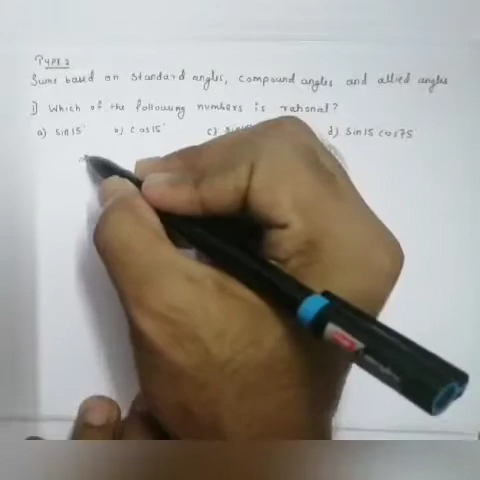 TYPE 2
Sums based on standard angles, compound angles and allied angles
1) Which of the following numbers is rational?
a) sin15° b) cos15° c) d) sin15 cos75